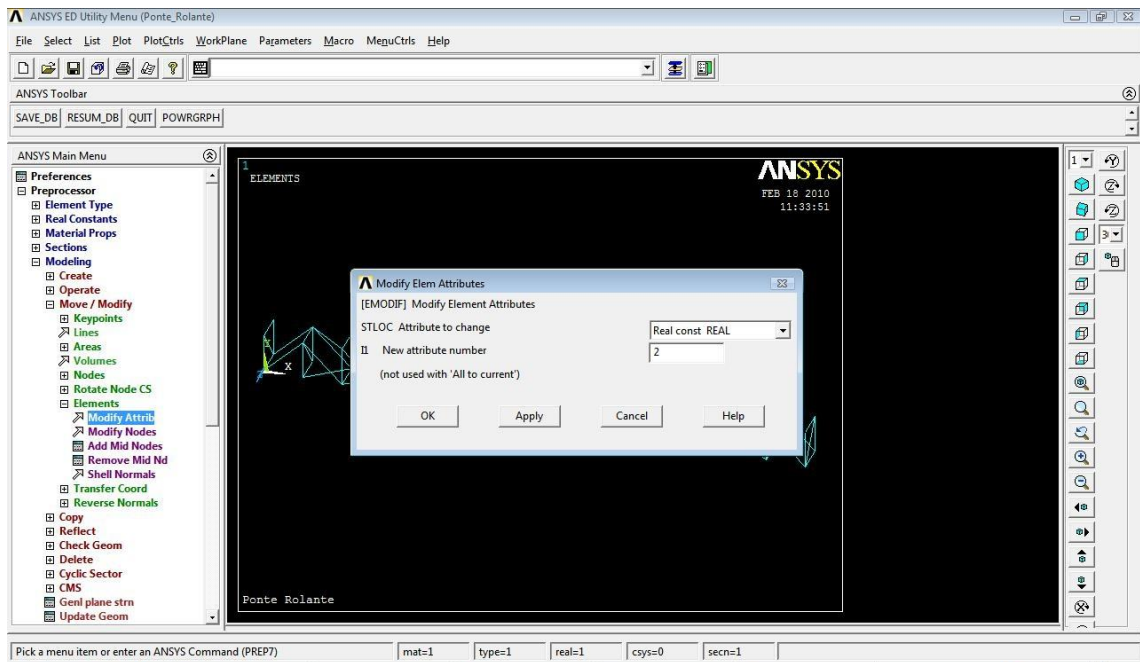 ANSYS ED Utility Menu (Ponte_Rolante)
File Select List Plot PlotCtrls WorkPlane Parameters Macro MenuCtrls Help
ANSYS Toolbar
SAVE_DB RESUM_DB QUIT POWRGRPH
ANSYS Main Menu
Preferences
Preprocessor
Element Type
Real Constants
Material Props
Sections
Modeling
Create
Operate
Move / Modify
Keypoints
Lines
Areas
Volumes
Nodes
Rotate Node CS
Elements
Modify Attrib
Modify Nodes
Add Mid Nodes
Remove Mid Nd
Shell Normals
Transfer Coord
Reverse Normals
Copy
Reflect
Check Geom
Delete
Cyclic Sector
CMS
Genl plane strn
Update Geom
1
ELEMENTS
ANSYS
FEB 18 2010
11:33:51
X
Modify Elem Attributes
[EMODIF] Modify Element Attributes
STLOC Attribute to change Real const REAL
I1 New attribute number 2
(not used with 'All to current')
OK Apply Cancel Help
Ponte Rolante
1
Pick a menu item or enter an ANSYS Command (PREP7) mat=1 type=1 real=1 csys=0 secn=1